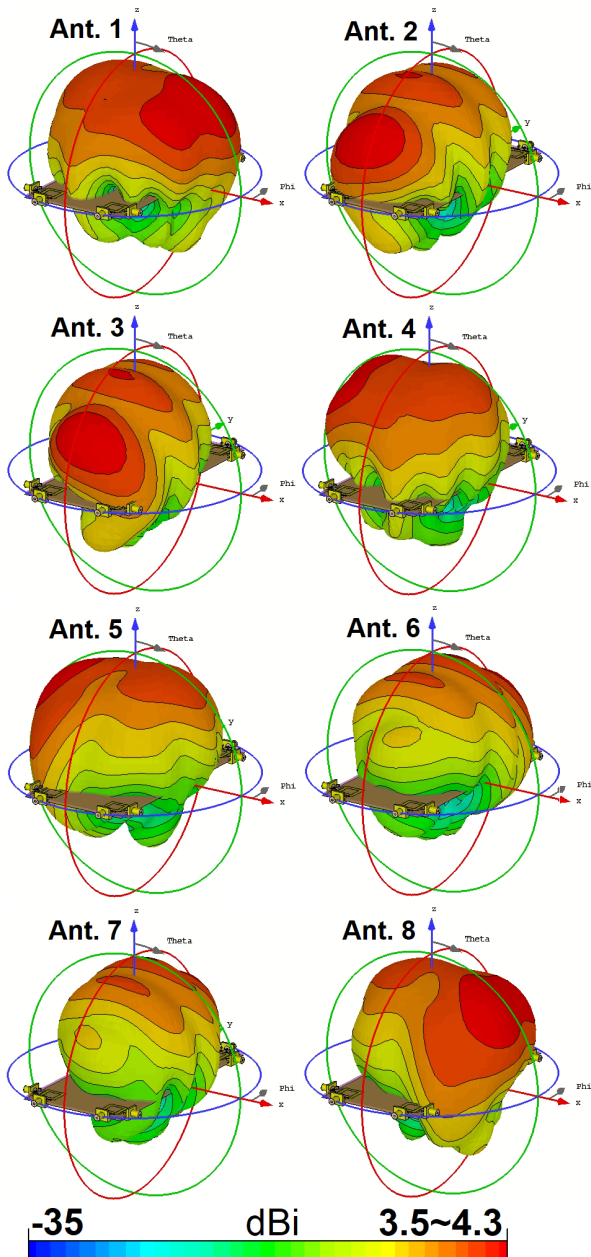 Ant. 1
z
Theta
Phi
x
Ant. 2
z
Theta
y
Phi
x
Ant. 3
z
Theta
y
Phi
x
Ant. 4
z
Theta
y
Phi
x
Ant. 5
z
Theta
y
Phi
x
Ant. 6
z
Theta
Phi
x
Ant. 7
z
Theta
y
Phi
x
Ant. 8
z
Theta
Phi
x
-35 dBi 3.5~4.3